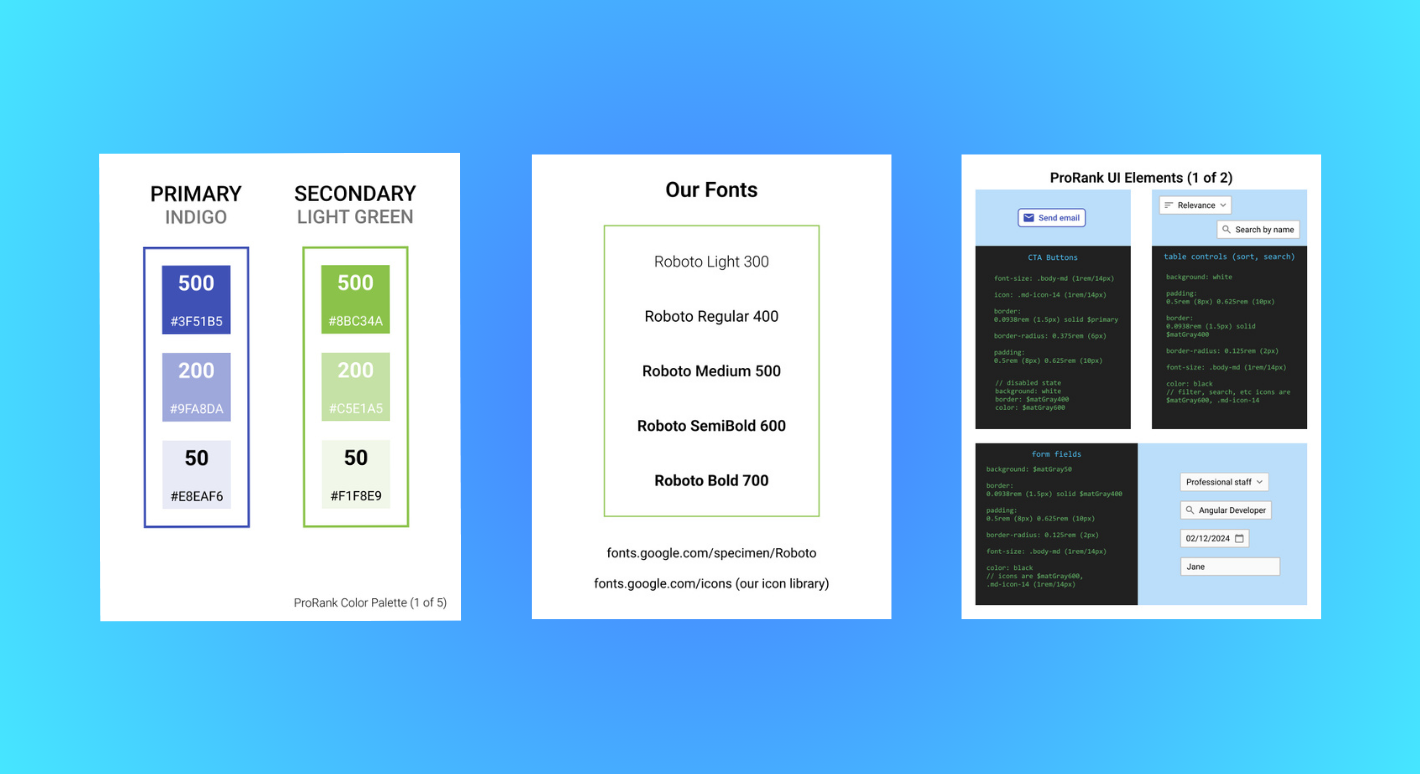 PRIMARY
INDIGO
500
#3F51B5
200
#9FA8DA
50
#E8EAF6
SECONDARY
LIGHT GREEN
500
#8BC34A
200
#C5E1A5
50
#F1F8E9
ProRank Color Palette (1 of 5)
Our Fonts
Roboto Light 300
Roboto Regular 400
Roboto Medium 500
Roboto SemiBold 600
Roboto Bold 700
fonts.google.com/specimen/Roboto
fonts.google.com/icons (our icon library)
ProRank UI Elements (1 of 2)
Send email
CTA Buttons
font-size: .body-md (1rem/14px)
icon: .md-icon-14 (1rem/14px)
border:
0.0938rem (1.5px) solid $primary
border-radius: 0.375rem (6px)
padding:
0.5rem (8px) 0.625rem (10px)
// disabled state
background: white
border: $matGray400
color: $matGray600
Relevance
Search by name
table controls (sort, search)
background: white
padding:
0.5rem (8px) 0.625rem (10px)
border:
0.0938rem (1.5px) solid
$matGray400
border-radius: 0.125rem (2px)
font-size: .body-md (1rem/14px)
color: black
// filter, search, etc icons are
$matGray600, .md-icon-14
form fields
background: $matGray50
border:
0.0938rem (1.5px) solid $matGray400
padding:
0.5rem (8px) 0.625rem (10px)
border-radius: 0.125rem (2px)
font-size: .body-md (1rem/14px)
color: black
// icons are $matGray600,
.md-icon-14 (1rem/14px)
Professional staff
Angular Developer
02/12/2024
Jane